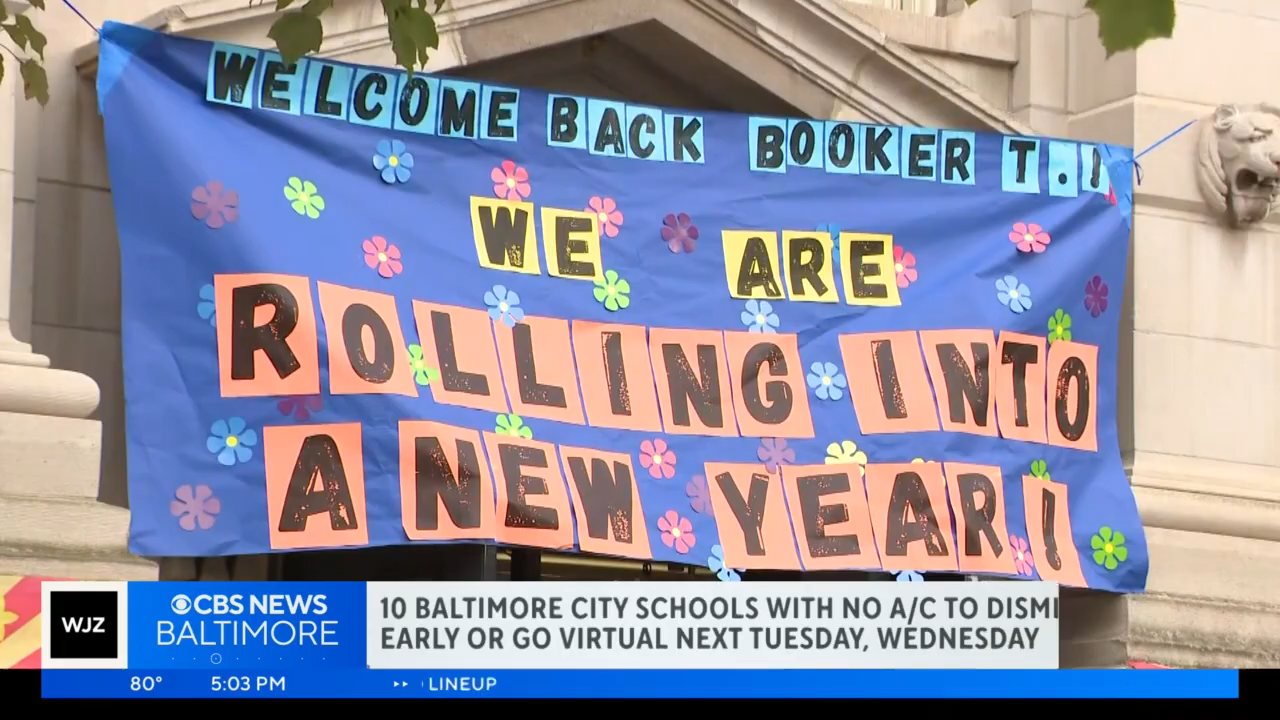 WELCOME BACK BOOKER T.!
WE ARE
ROLLING INTO
A NEW YEAR!
WJZ
CBS NEWS
BALTIMORE
10 BALTIMORE CITY SCHOOLS WITH NO A/C TO DISMI
EARLY OR GO VIRTUAL NEXT TUESDAY, WEDNESDAY
80° 5:03 PM LINEUP